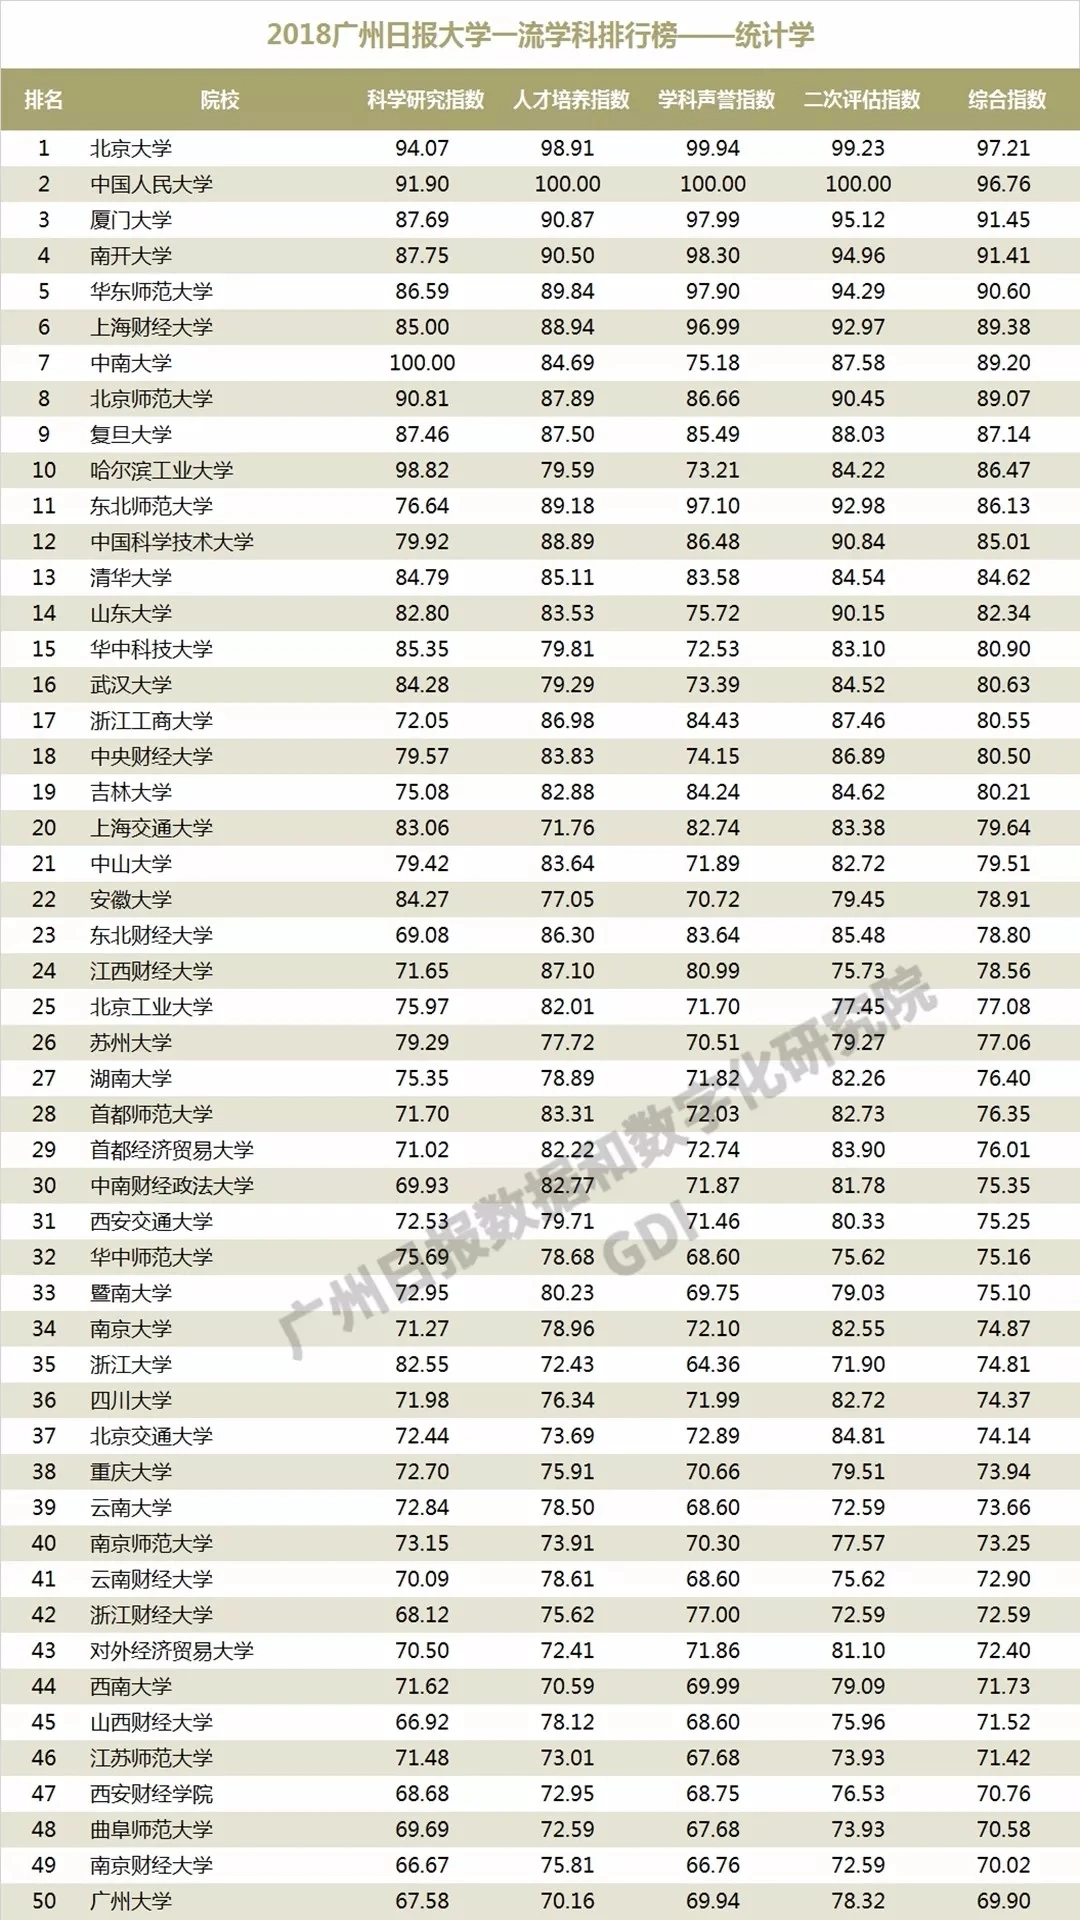 2018广州日报大学一流学科排行榜——统计学
排名 院校 科学研究指数 人才培养指数 学科声誉指数 二次评估指数 综合指数
1 北京大学 94.07 98.91 99.94 99.23 97.21
2 中国人民大学 91.90 100.00 100.00 100.00 96.76
3 厦门大学 87.69 90.87 97.99 95.12 91.45
4 南开大学 87.75 90.50 98.30 94.96 91.41
5 华东师范大学 86.59 89.84 97.90 94.29 90.60
6 上海财经大学 85.00 88.94 96.99 92.97 89.38
7 中南大学 100.00 84.69 75.18 87.58 89.20
8 北京师范大学 90.81 87.89 86.66 90.45 89.07
9 复旦大学 87.46 87.50 85.49 88.03 87.14
10 哈尔滨工业大学 98.82 79.59 73.21 84.22 86.47
11 东北师范大学 76.64 89.18 97.10 92.98 86.13
12 中国科学技术大学 79.92 88.89 86.48 90.84 85.01
13 清华大学 84.79 85.11 83.58 84.54 84.62
14 山东大学 82.80 83.53 75.72 90.15 82.34
15 华中科技大学 85.35 79.81 72.53 83.10 80.90
16 武汉大学 84.28 79.29 73.39 84.52 80.63
17 浙江工商大学 72.05 86.98 84.43 87.46 80.55
18 中央财经大学 79.57 83.83 74.15 86.89 80.50
19 吉林大学 75.08 82.88 84.24 84.62 80.21
20 上海交通大学 83.06 71.76 82.74 83.38 79.64
21 中山大学 79.42 83.64 71.89 82.72 79.51
22 安徽大学 84.27 77.05 70.72 79.45 78.91
23 东北财经大学 69.08 86.30 83.64 85.48 78.80
24 江西财经大学 71.65 87.10 80.99 75.73 78.56
25 北京工业大学 75.97 82.01 71.70 77.45 77.08
26 苏州大学 79.29 77.72 70.51 79.27 77.06
27 湖南大学 75.35 78.89 71.82 82.26 76.40
28 首都师范大学 71.70 83.31 72.03 82.73 76.35
29 首都经济贸易大学 71.02 82.22 72.74 83.90 76.01
30 中南财经政法大学 69.93 82.77 71.87 81.78 75.35
31 西安交通大学 72.53 79.71 71.46 80.33 75.25
32 华中师范大学 75.69 78.68 68.60 75.62 75.16
33 暨南大学 72.95 80.23 69.75 79.03 75.10
34 南京大学 71.27 78.96 72.10 82.55 74.87
35 浙江大学 82.55 72.43 64.36 71.90 74.81
36 四川大学 71.98 76.34 71.99 82.72 74.37
37 北京交通大学 72.44 73.69 72.89 84.81 74.14
38 重庆大学 72.70 75.91 70.66 79.51 73.94
39 云南大学 72.84 78.50 68.60 72.59 73.66
40 南京师范大学 73.15 73.91 70.30 77.57 73.25
41 云南财经大学 70.09 78.61 68.60 75.62 72.90
42 浙江财经大学 68.12 75.62 77.00 72.59 72.59
43 对外经济贸易大学 70.50 72.41 71.86 81.10 72.40
44 西南大学 71.62 70.59 69.99 79.09 71.73
45 山西财经大学 66.92 78.12 68.60 75.96 71.52
46 江苏师范大学 71.48 73.01 67.68 73.93 71.42
47 西安财经学院 68.68 72.95 68.75 76.53 70.76
48 曲阜师范大学 69.69 72.59 67.68 73.93 70.58
49 南京财经大学 66.67 75.81 66.76 72.59 70.02
50 广州大学 67.58 70.16 69.94 78.32 69.90
广州日报数据和数字化研究院
GDI